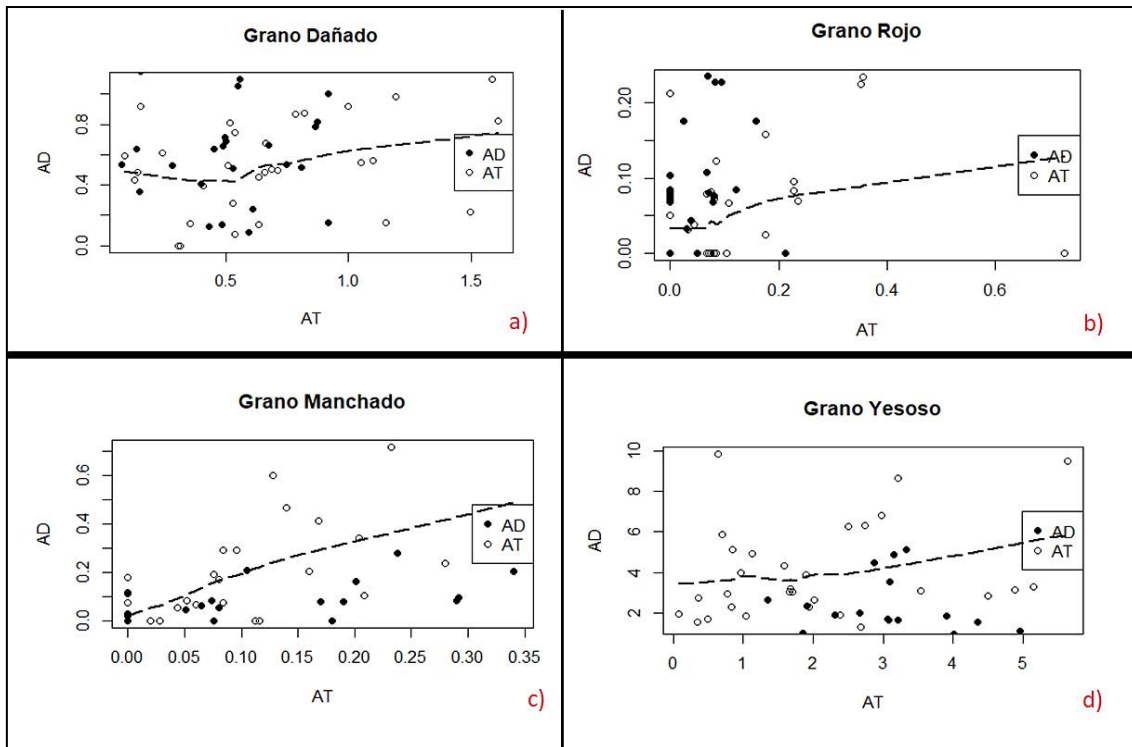 Grano Dañado
AD
0.0 0.4 0.8
0.5 1.0 1.5
AT
AD
AT
a)
Grano Rojo
AD
0.00 0.10 0.20
0.0 0.2 0.4 0.6
AT
AD
AT
b)
Grano Manchado
AD
0.0 0.2 0.4 0.6
0.00 0.05 0.10 0.15 0.20 0.25 0.30 0.35
AT
AD
AT
c)
Grano Yesoso
AD
2 4 6 8 10
0 1 2 3 4 5
AT
AD
AT
d)